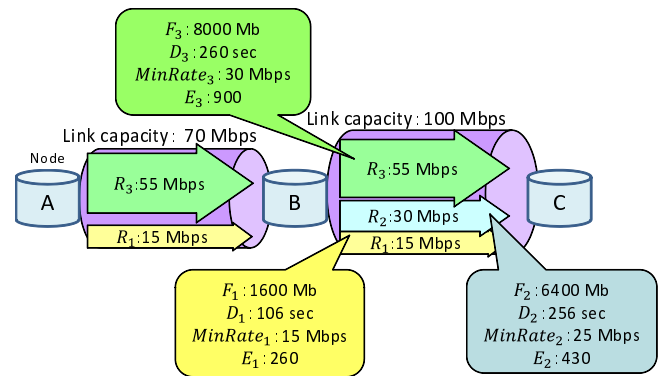 F₃ : 8000 Mb
D₃ : 260 sec
MinRate₃ : 30 Mbps
E₃ : 900
Link capacity : 70 Mbps
Link capacity : 100 Mbps
Node
A
R₃:55 Mbps
R₁:15 Mbps
B
R₃:55 Mbps
R₂:30 Mbps
R₁:15 Mbps
C
F₁ : 1600 Mb
D₁ : 106 sec
MinRate₁ : 15 Mbps
E₁ : 260
F₂ : 6400 Mb
D₂ : 256 sec
MinRate₂ : 25 Mbps
E₂ : 430